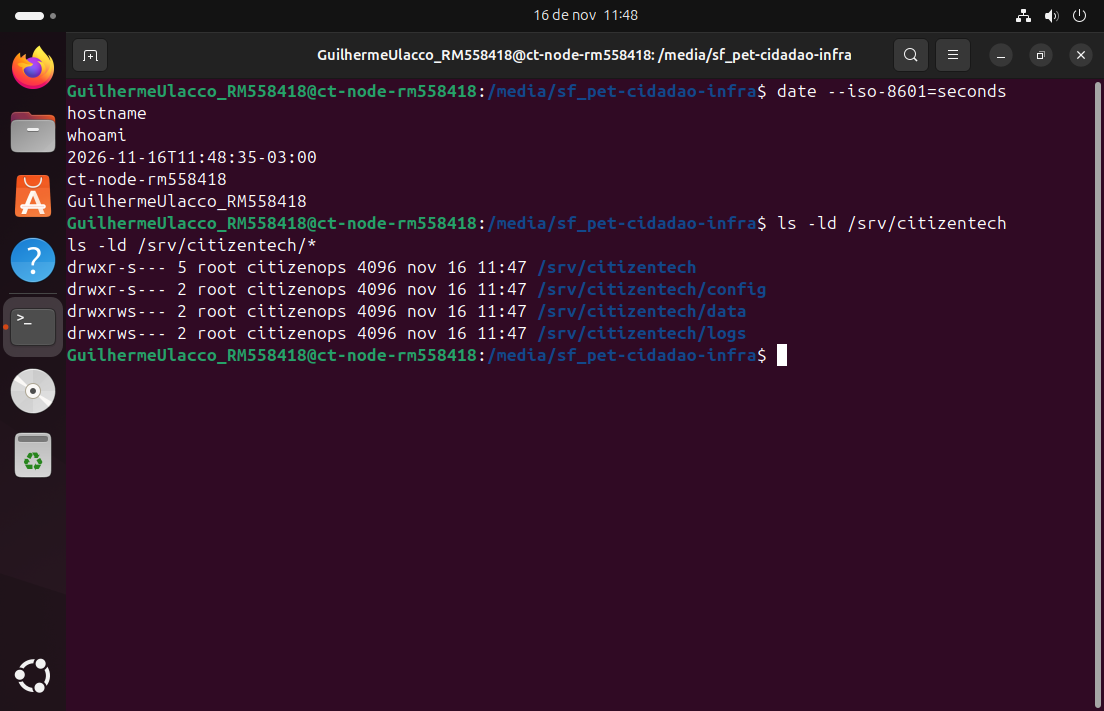 16 de nov 11:48
GuilhermeUlacco_RM558418@ct-node-rm558418: /media/sf_pet-cidadao-infra
GuilhermeUlacco_RM558418@ct-node-rm558418:/media/sf_pet-cidadao-infra$ date --iso-8601=seconds
hostname
whoami
2026-11-16T11:48:35-03:00
ct-node-rm558418
GuilhermeUlacco_RM558418
GuilhermeUlacco_RM558418@ct-node-rm558418:/media/sf_pet-cidadao-infra$ ls -ld /srv/citizentech
ls -ld /srv/citizentech/*
drwxr-s--- 5 root citizenops 4096 nov 16 11:47 /srv/citizentech
drwxr-s--- 2 root citizenops 4096 nov 16 11:47 /srv/citizentech/config
drwxrws--- 2 root citizenops 4096 nov 16 11:47 /srv/citizentech/data
drwxrws--- 2 root citizenops 4096 nov 16 11:47 /srv/citizentech/logs
GuilhermeUlacco_RM558418@ct-node-rm558418:/media/sf_pet-cidadao-infra$